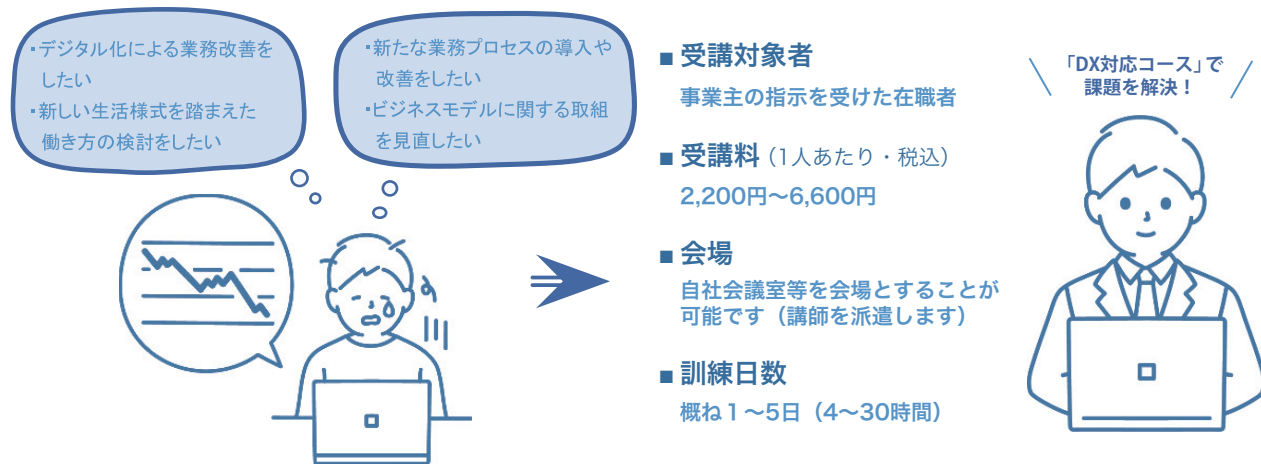 ・デジタル化による業務改善を
したい
・新しい生活様式を踏まえた
働き方の検討をしたい
・新たな業務プロセスの導入や
改善をしたい
・ビジネスモデルに関する取組
を見直したい
■ 受講対象者
事業主の指示を受けた在職者
■ 受講料（1人あたり・税込）
2,200円〜6,600円
■ 会場
自社会議室等を会場とすることが
可能です（講師を派遣します）
■ 訓練日数
概ね１〜5日（4〜30時間）
「DX対応コース」で
課題を解決！